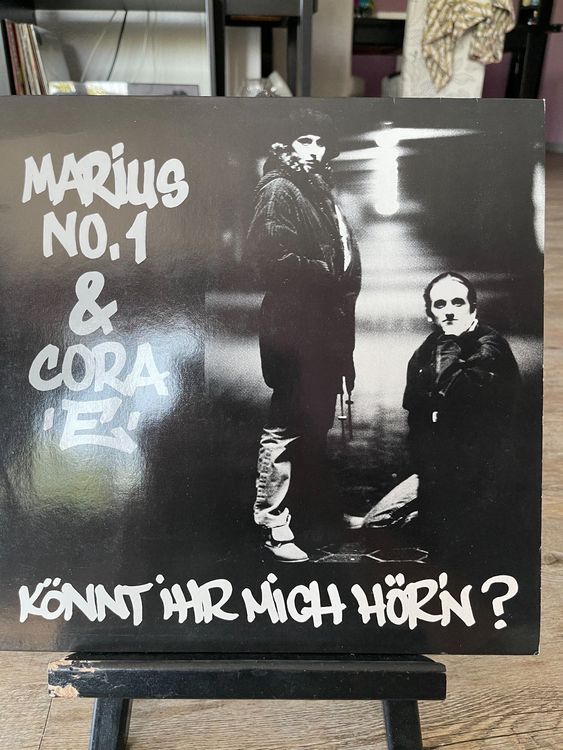 MARiUS
NO.1
&
CORA
'E'
KÖNNT iHR MiCH HÖR'N?